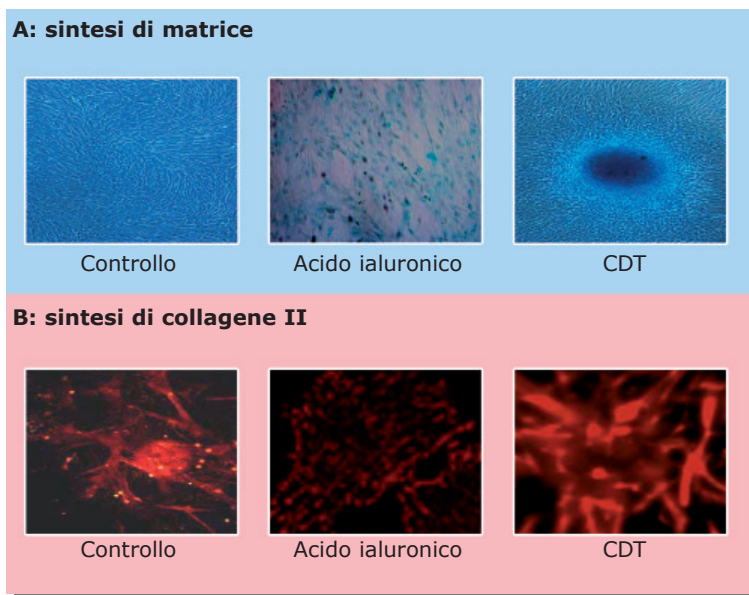 A: sintesi di matrice
Controllo Acido ialuronico CDT
B: sintesi di collagene II
Controllo Acido ialuronico CDT